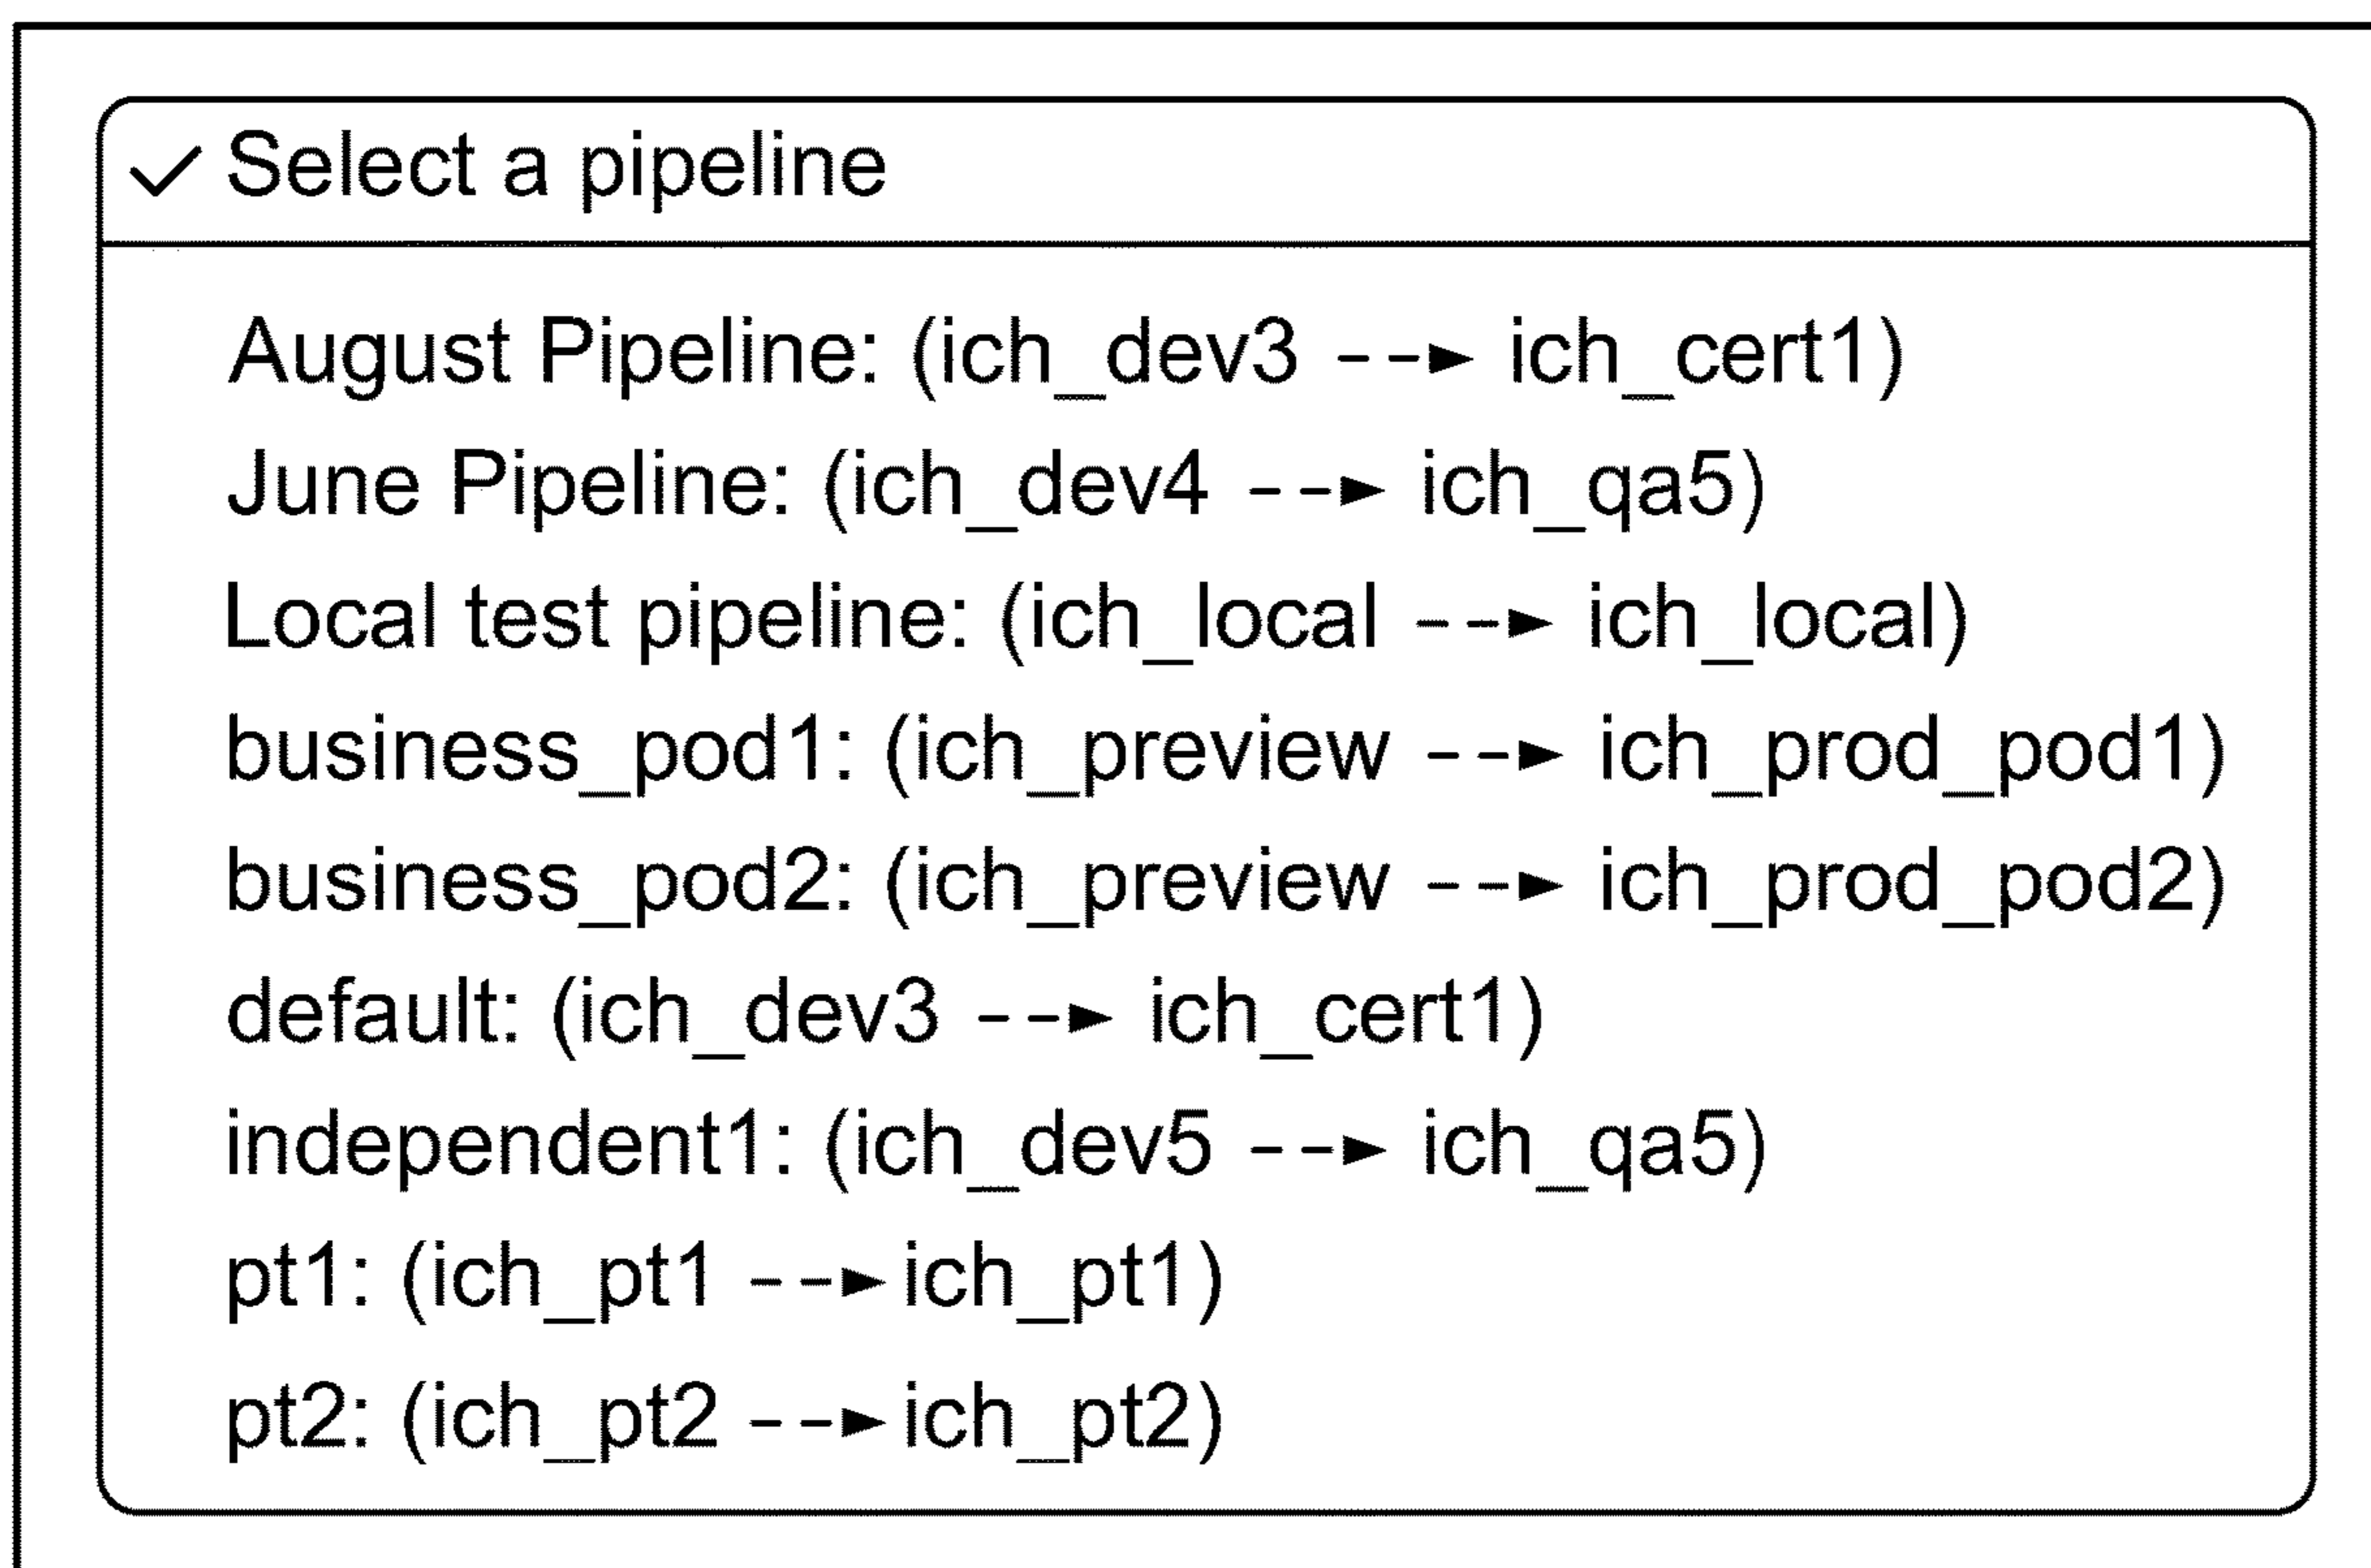 ✓ Select a pipeline
August Pipeline: (ich_dev3 --► ich_cert1)
June Pipeline: (ich_dev4 --► ich_qa5)
Local test pipeline: (ich_local --► ich_local)
business_pod1: (ich_preview --► ich_prod_pod1)
business_pod2: (ich_preview --► ich_prod_pod2)
default: (ich_dev3 --► ich_cert1)
independent1: (ich_dev5 --► ich_qa5)
pt1: (ich_pt1 --► ich_pt1)
pt2: (ich_pt2 --► ich_pt2)